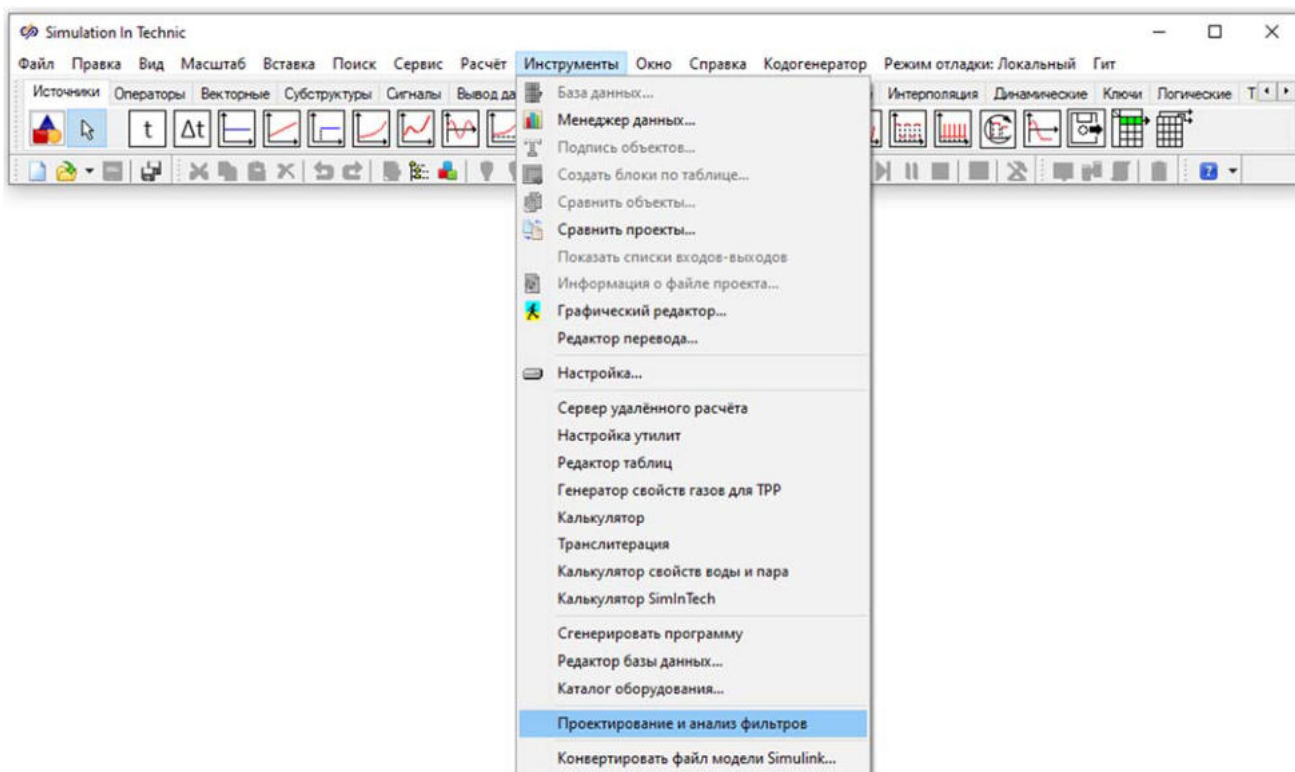 Simulation In Technic
Файл Правка Вид Масштаб Вставка Поиск Сервис Расчёт Инструменты Окно Справка Кодогенератор Режим отладки: Локальный Гит
Источники Операторы Векторные Субструктуры Сигналы Вывод да Интерполяция Динамические Ключи Логические Т
t Δt
База данных...
Менеджер данных...
Подпись объектов...
Создать блоки по таблице...
Сравнить объекты...
Сравнить проекты...
Показать списки входов-выходов
Информация о файле проекта...
Графический редактор...
Редактор перевода...
Настройка...
Сервер удалённого расчёта
Настройка утилит
Редактор таблиц
Генератор свойств газов для TPP
Калькулятор
Транслитерация
Калькулятор свойств воды и пара
Калькулятор SimInTech
Сгенерировать программу
Редактор базы данных...
Каталог оборудования...
Проектирование и анализ фильтров
Конвертировать файл модели Simulink...